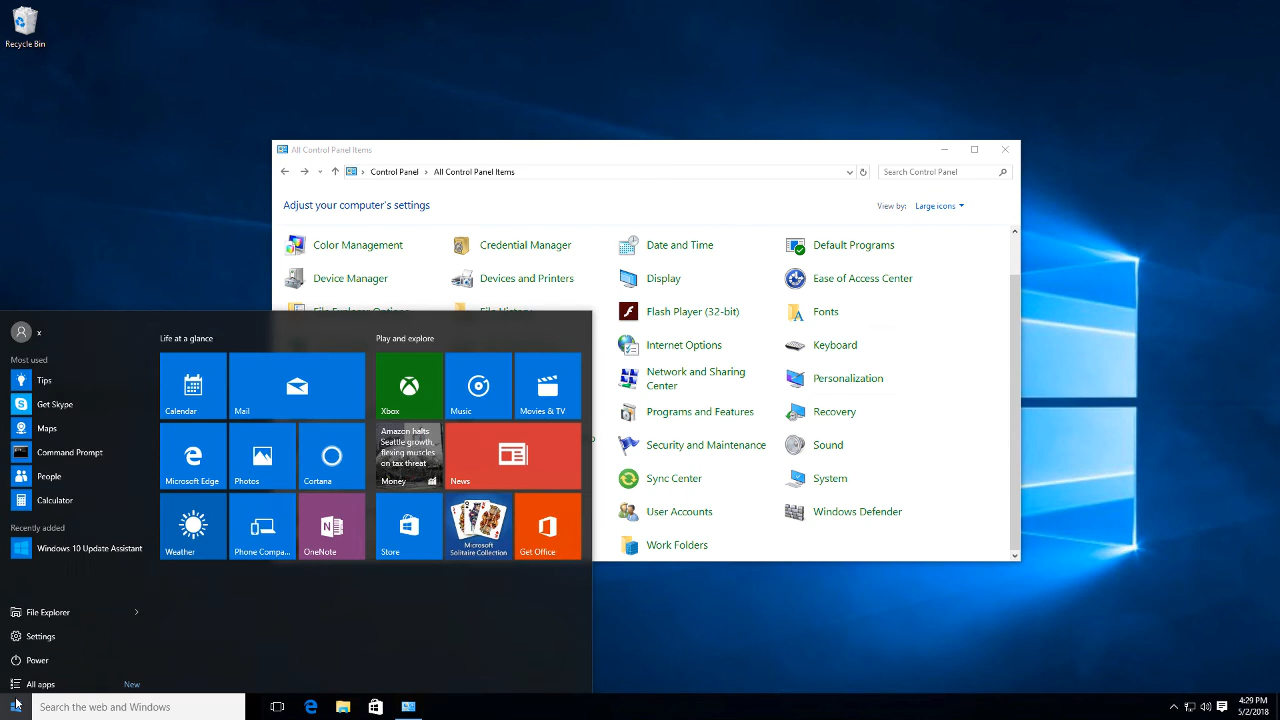 Recycle Bin
All Control Panel Items
Control Panel
All Control Panel Items
Search Control Panel
Adjust your computer's settings
View by: Large icons
Color Management
Credential Manager
Date and Time
Default Programs
Device Manager
Devices and Printers
Display
Ease of Access Center
Flash Player (32-bit)
Fonts
Internet Options
Keyboard
Network and Sharing
Center
Personalization
Programs and Features
Recovery
Security and Maintenance
Sound
Sync Center
System
User Accounts
Windows Defender
Work Folders
x
Most used
Tips
Get Skype
Maps
Command Prompt
People
Calculator
Recently added
Windows 10 Update Assistant
File Explorer
Settings
Power
All apps
New
Life at a glance
Calendar
Mail
Microsoft Edge
Photos
Cortana
Weather
Phone Compa...
OneNote
Play and explore
Xbox
Music
Movies & TV
Amazon halts
Seattle growth,
flexing muscles
on tax threat
Money
News
Store
Microsoft
Solitaire Collection
Get Office
Search the web and Windows
4:29 PM
5/2/2018